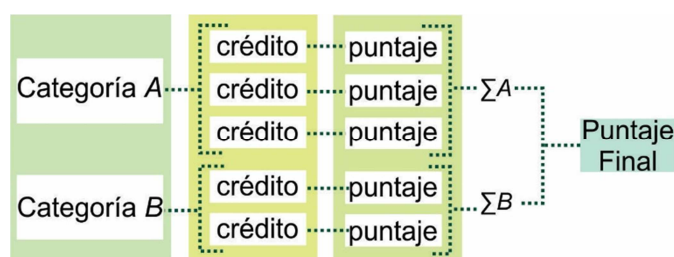 Categoría A
crédito puntaje
crédito puntaje
crédito puntaje
∑A
Categoría B
crédito puntaje
crédito puntaje
∑B
Puntaje
Final